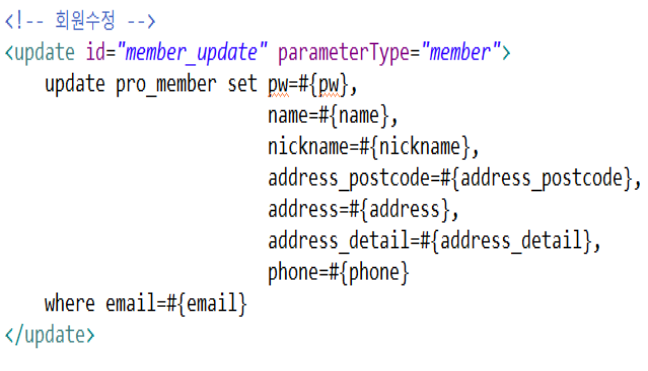 <!-- 회원수정 -->
<update id="member_update" parameterType="member">
update pro_member set pw=#{pw},
name=#{name},
nickname=#{nickname},
address_postcode=#{address_postcode},
address=#{address},
address_detail=#{address_detail},
phone=#{phone}
where email=#{email}
</update>